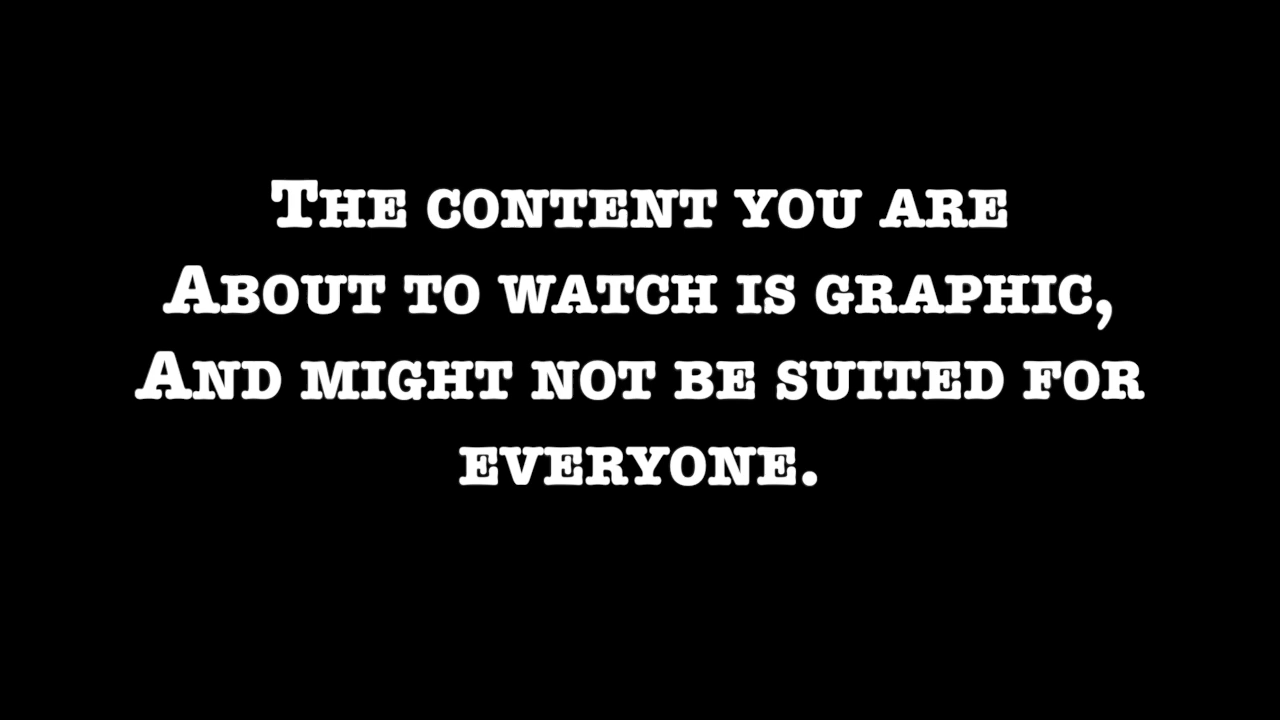 The content you are
About to watch is graphic,
And might not be suited for
everyone.